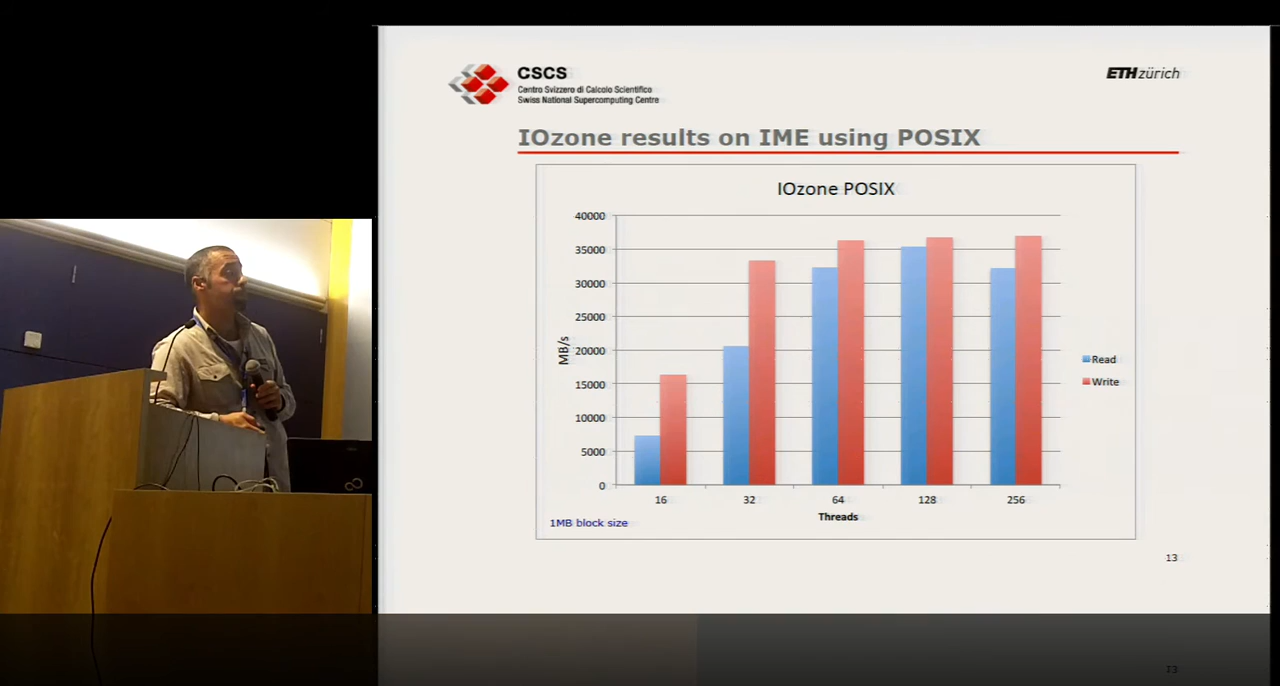 CSCS
Centro Svizzero di Calcolo Scientifico
Swiss National Supercomputing Centre
ETH zürich
IOzone results on IME using POSIX
IOzone POSIX
40000
35000
30000
25000
20000
15000
10000
5000
0
MB/s
16
32
64
128
256
Threads
Read
Write
1MB block size
13
13